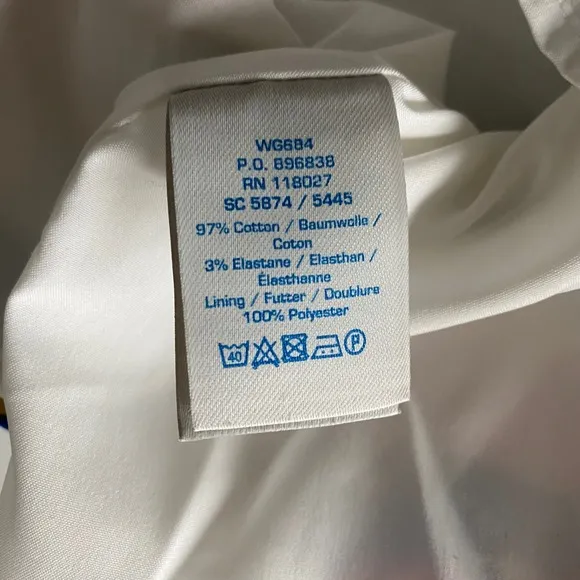 WG684
P.O. 896838
RN 118027
SC 5874 / 5445
97% Cotton / Baumwolle /
Coton
3% Elastane / Elasthan /
Élasthanne
Lining / Futter / Doublure
100% Polyester
40 P